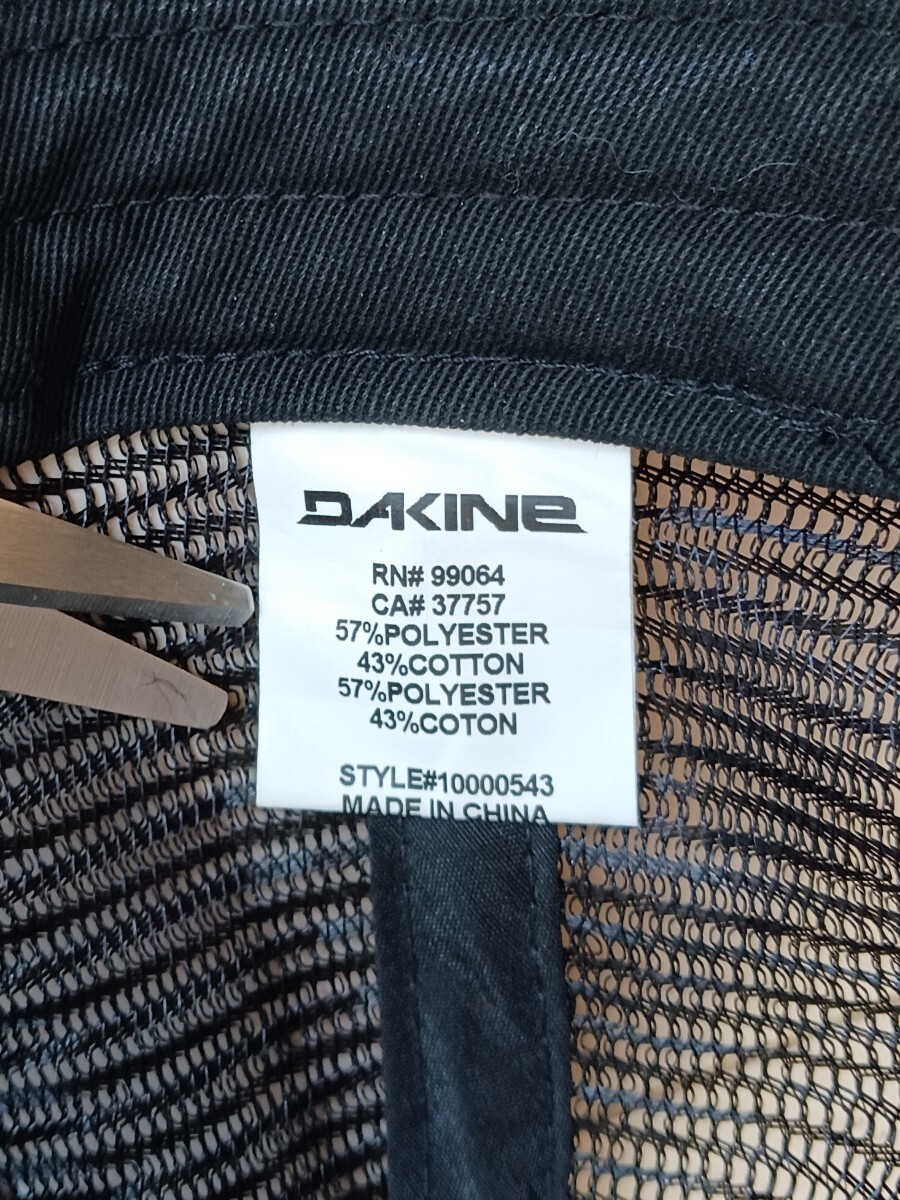 DAKINE
RN# 99064
CA# 37757
57%POLYESTER
43%COTTON
57%POLYESTER
43%COTON
STYLE#10000543
MADE IN CHINA